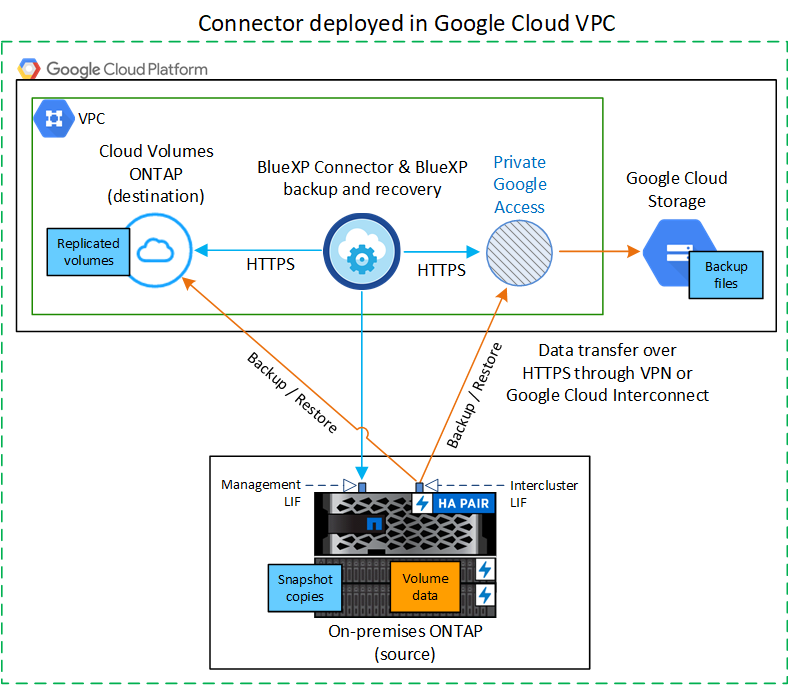 Connector deployed in Google Cloud VPC
Google Cloud Platform
VPC
Cloud Volumes
ONTAP
(destination)
Replicated
volumes
BlueXP Connector & BlueXP
backup and recovery
Private
Google
Access
Google Cloud
Storage
Backup
files
HTTPS
HTTPS
Backup / Restore
Backup / Restore
Data transfer over
HTTPS through VPN or
Google Cloud Interconnect
Management
LIF
Intercluster
LIF
HA PAIR
Snapshot
copies
Volume
data
On-premises ONTAP
(source)